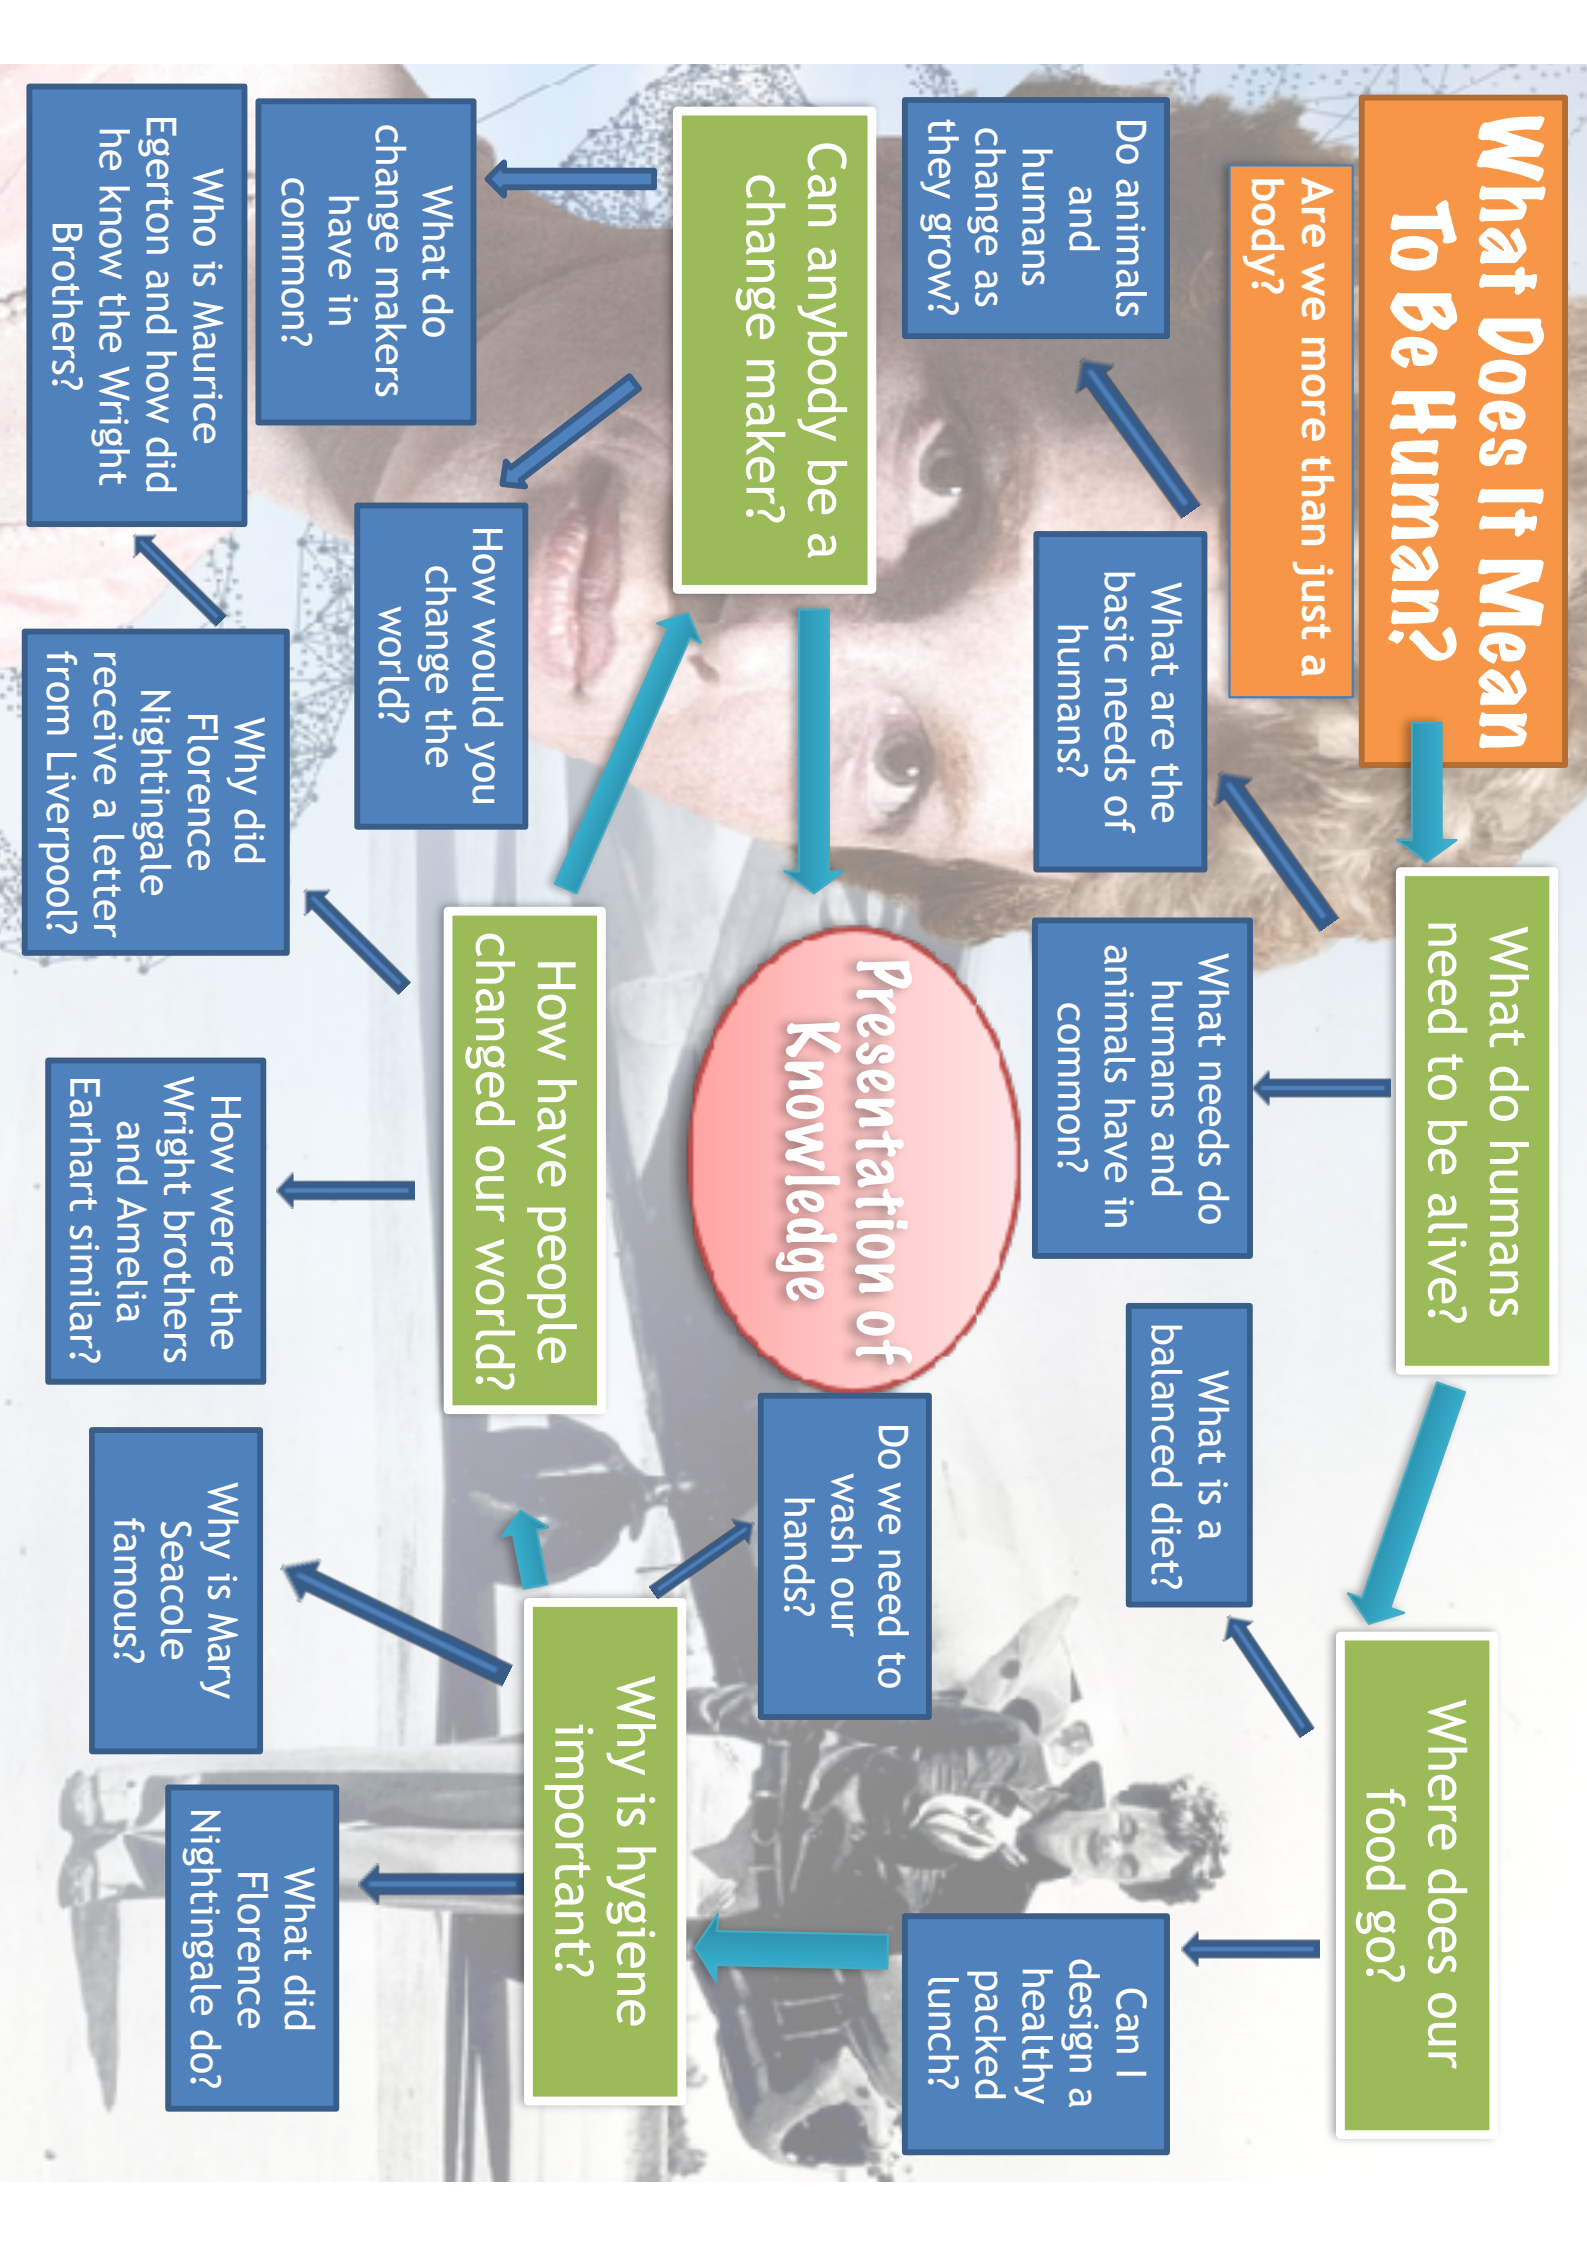 What Does It Mean
To Be Human?
Are we more than just a
body?
What do humans
need to be alive?
Where does our
food go?
Do animals
and
humans
change as
they grow?
What are the
basic needs of
humans?
What needs do
humans and
animals have in
common?
What is a
balanced diet?
Can I
design a
healthy
packed
lunch?
Can anybody be a
change maker?
Presentation of
Knowledge
Do we need to
wash our
hands?
Why is hygiene
important?
How have people
changed our world?
What do
change makers
have in
common?
How would you
change the
world?
Who is Maurice
Egerton and how did
he know the Wright
Brothers?
Why did
Florence
Nightingale
receive a letter
from Liverpool?
How were the
Wright brothers
and Amelia
Earhart similar?
Why is Mary
Seacole
famous?
What did
Florence
Nightingale do?